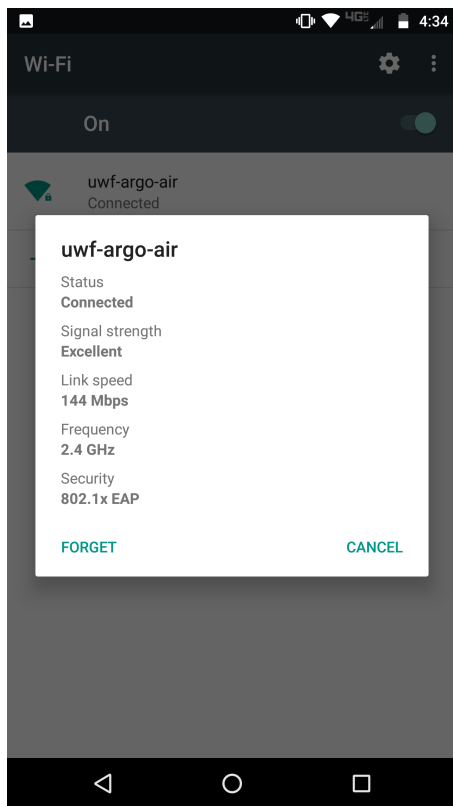 4G 4:34
Wi-Fi
On
uwf-argo-air
Connected
uwf-argo-air
Status
Connected
Signal strength
Excellent
Link speed
144 Mbps
Frequency
2.4 GHz
Security
802.1x EAP
FORGET CANCEL